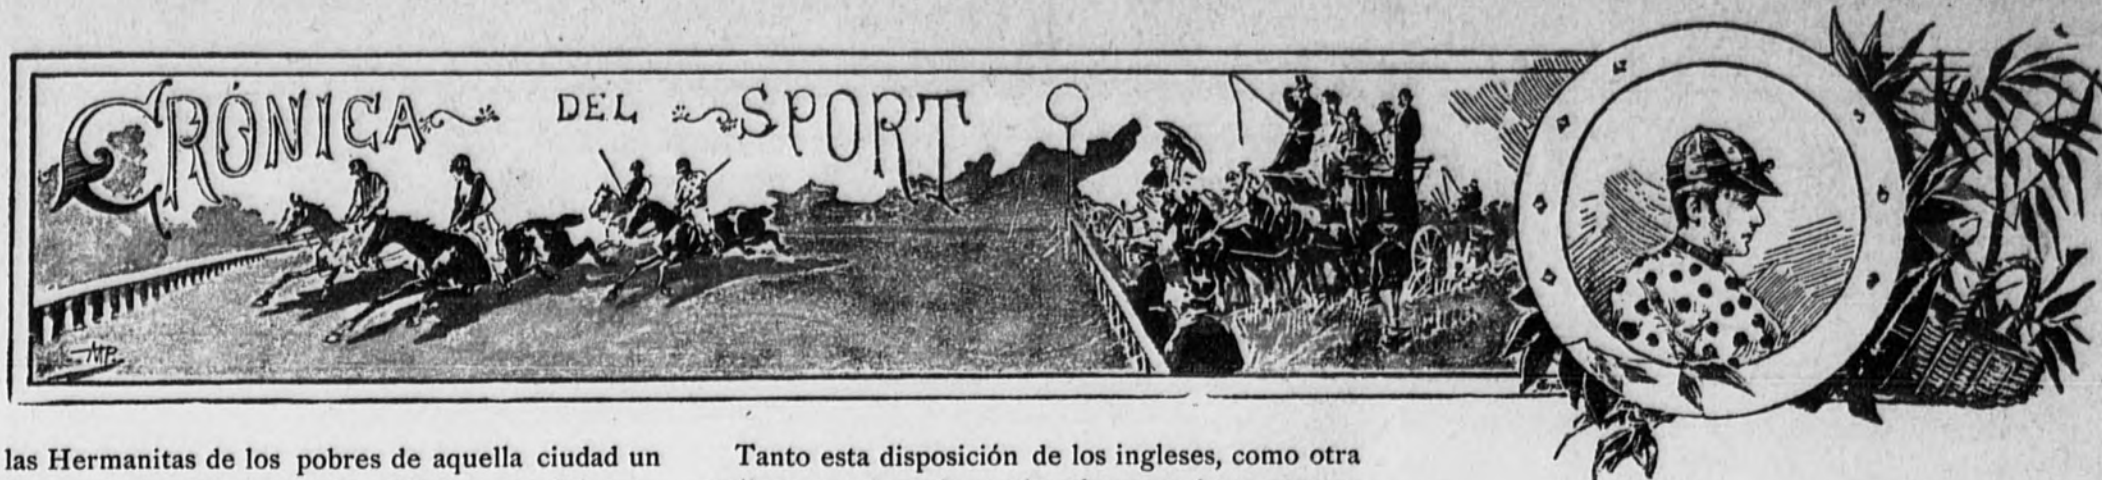 CRÓNICA DEL SPORT
MP
las Hermanitas de los pobres de aquella ciudad un
Tanto esta disposición de los ingleses, como otra